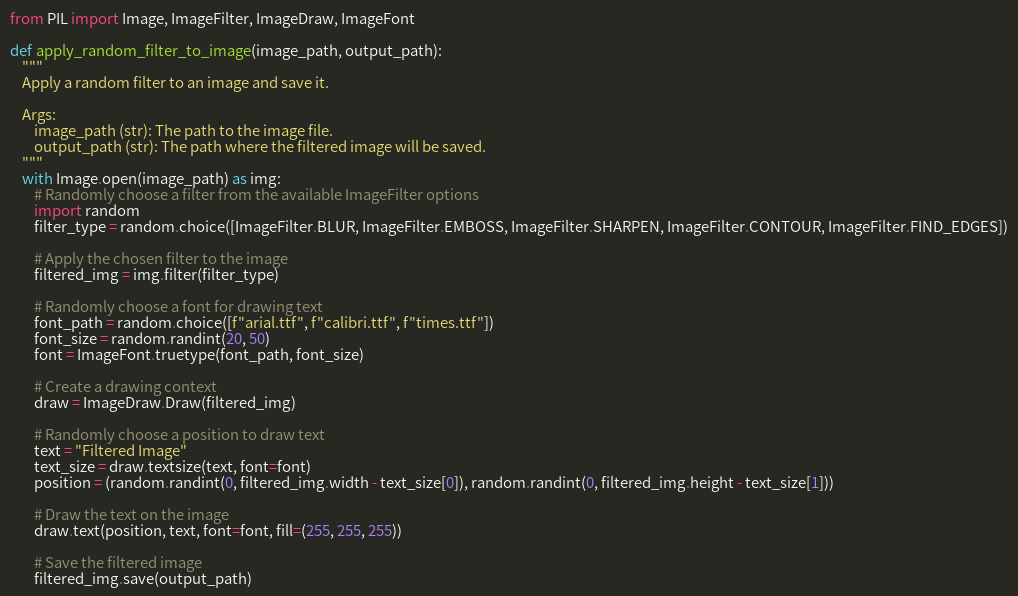 from PIL import Image, ImageFilter, ImageDraw, ImageFont

def apply_random_filter_to_image(image_path, output_path):
    """
    Apply a random filter to an image and save it.

    Args:
        image_path (str): The path to the image file.
        output_path (str): The path where the filtered image will be saved.
    """
    with Image.open(image_path) as img:
        # Randomly choose a filter from the available ImageFilter options
        import random
        filter_type = random.choice([ImageFilter.BLUR, ImageFilter.EMBOSS, ImageFilter.SHARPEN, ImageFilter.CONTOUR, ImageFilter.FIND_EDGES])

        # Apply the chosen filter to the image
        filtered_img = img.filter(filter_type)

        # Randomly choose a font for drawing text
        font_path = random.choice([f"arial.ttf", f"calibri.ttf", f"times.ttf"])
        font_size = random.randint(20, 50)
        font = ImageFont.truetype(font_path, font_size)

        # Create a drawing context
        draw = ImageDraw.Draw(filtered_img)

        # Randomly choose a position to draw text
        text = "Filtered Image"
        text_size = draw.textsize(text, font=font)
        position = (random.randint(0, filtered_img.width - text_size[0]), random.randint(0, filtered_img.height - text_size[1]))

        # Draw the text on the image
        draw.text(position, text, font=font, fill=(255, 255, 255))

        # Save the filtered image
        filtered_img.save(output_path)